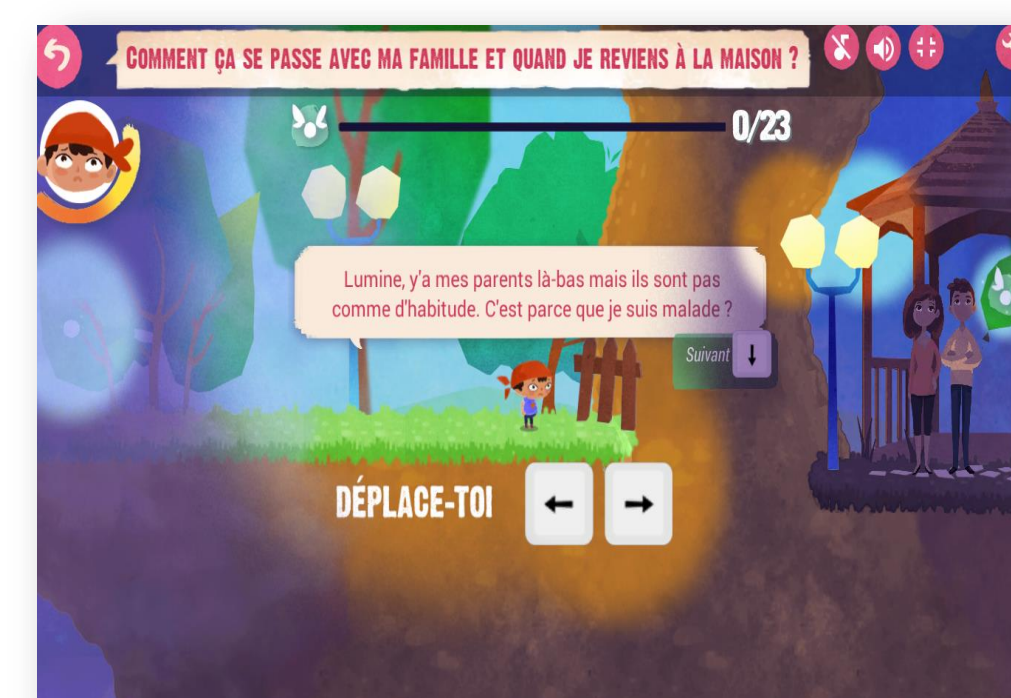 COMMENT ÇA SE PASSE AVEC MA FAMILLE ET QUAND JE REVIENS À LA MAISON ?
0/23
Lumine, y'a mes parents là-bas mais ils sont pas
comme d'habitude. C'est parce que je suis malade ?
Suivant ↓
DÉPLACE-TOI ← →